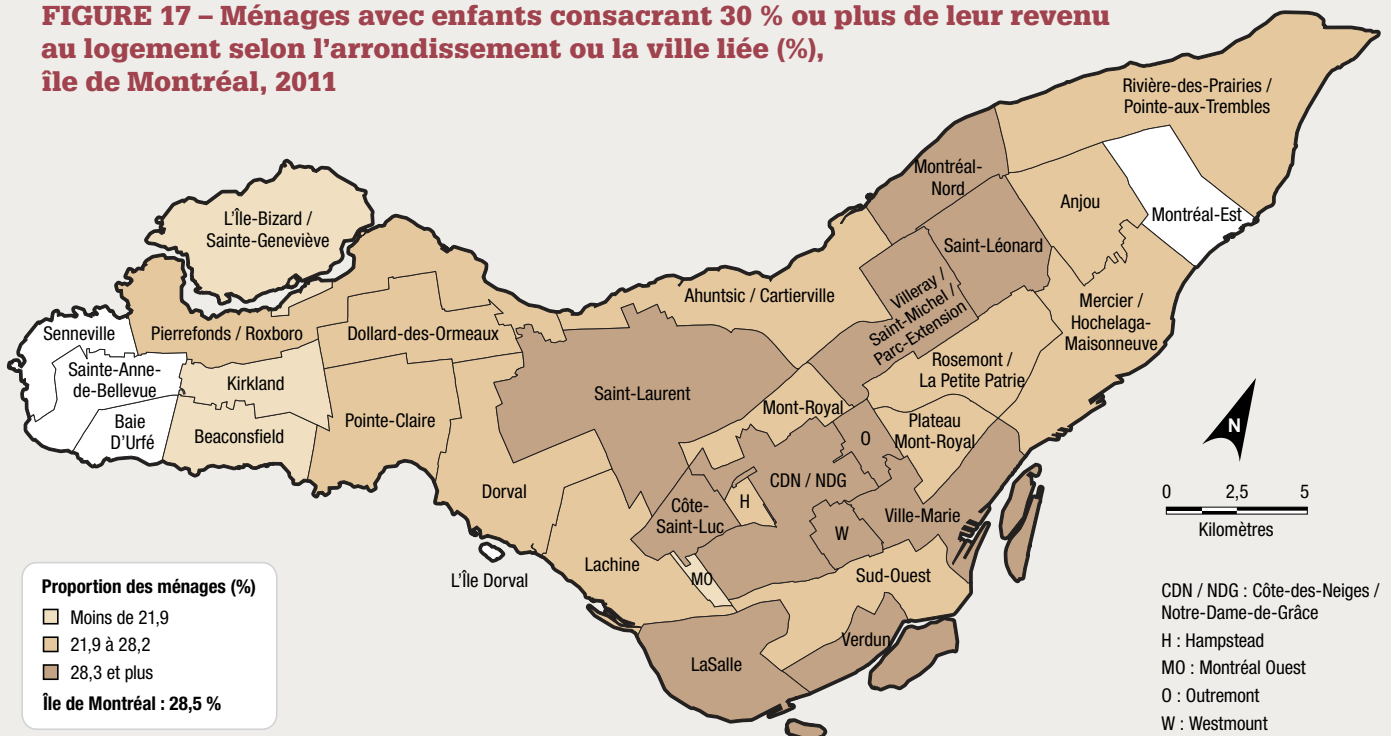 FIGURE 17 – Ménages avec enfants consacrant 30 % ou plus de leur revenu
au logement selon l'arrondissement ou la ville liée (%),
île de Montréal, 2011
Rivière-des-Prairies /
Pointe-aux-Trembles
Montréal-
Nord
Anjou
Montréal-Est
L'Île-Bizard /
Sainte-Geneviève
Saint-Léonard
Ahuntsic / Cartierville
Villeray /
Saint-Michel /
Parc-Extension
Mercier /
Hochelaga-
Maisonneuve
Senneville
Pierrefonds / Roxboro
Dollard-des-Ormeaux
Sainte-Anne-
de-Bellevue
Kirkland
Rosemont /
La Petite Patrie
Saint-Laurent
Mont-Royal
Baie
D'Urfé
Beaconsfield
Pointe-Claire
Plateau
Mont-Royal
O
N
CDN / NDG
Dorval
H
Côte-
Saint-Luc
Ville-Marie
W
0 2,5 5
Kilomètres
L'Île Dorval
Lachine
MO
Sud-Ouest
Verdun
LaSalle
Proportion des ménages (%)
Moins de 21,9
21,9 à 28,2
28,3 et plus
Île de Montréal : 28,5 %
CDN / NDG : Côte-des-Neiges /
Notre-Dame-de-Grâce
H : Hampstead
MO : Montréal Ouest
O : Outremont
W : Westmount